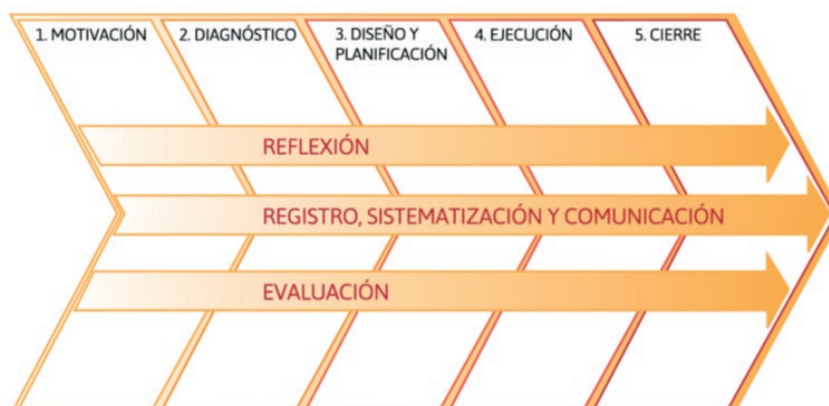 1. MOTIVACIÓN
2. DIAGNÓSTICO
3. DISEÑO Y
PLANIFICACIÓN
4. EJECUCIÓN
5. CIERRE
REFLEXIÓN
REGISTRO, SISTEMATIZACIÓN Y COMUNICACIÓN
EVALUACIÓN